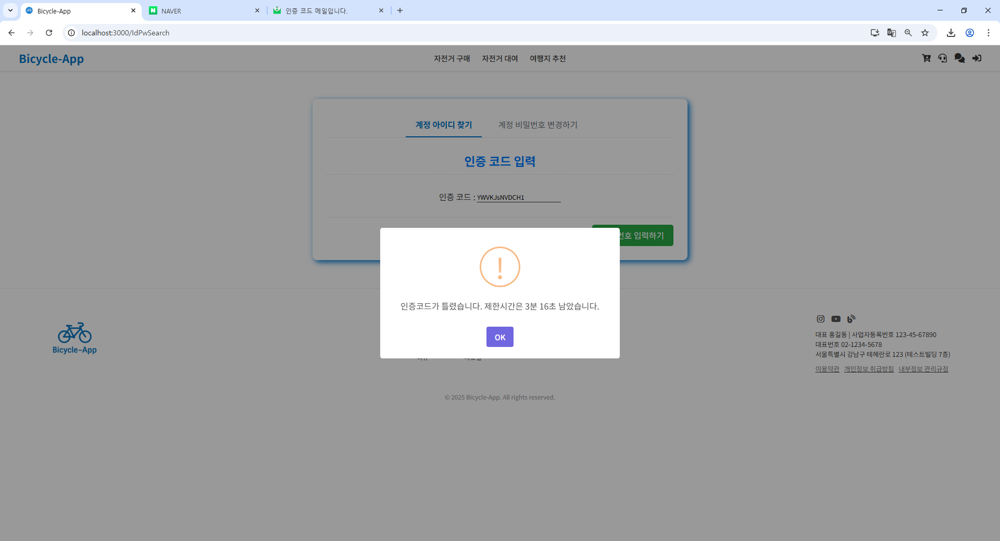 Bicycle-App
NAVER
인증 코드 메일입니다.
localhost:3000/IdPwSearch
Bicycle-App
자전거 구매
자전거 대여
여행지 추천
계정 아이디 찾기
계정 비밀번호 변경하기
인증 코드 입력
인증 코드 : YWVKJsNVDCH1
번호 입력하기
!
인증코드가 틀렸습니다. 제한시간은 3분 16초 남았습니다.
OK
Bicycle-App
대표 홍길동 | 사업자등록번호 123-45-67890
대표번호 02-1234-5678
서울특별시 강남구 테헤란로 123 (테스트빌딩 7층)
이용약관 개인정보 취급방침 내부정보 관리규정
© 2025 Bicycle-App. All rights reserved.